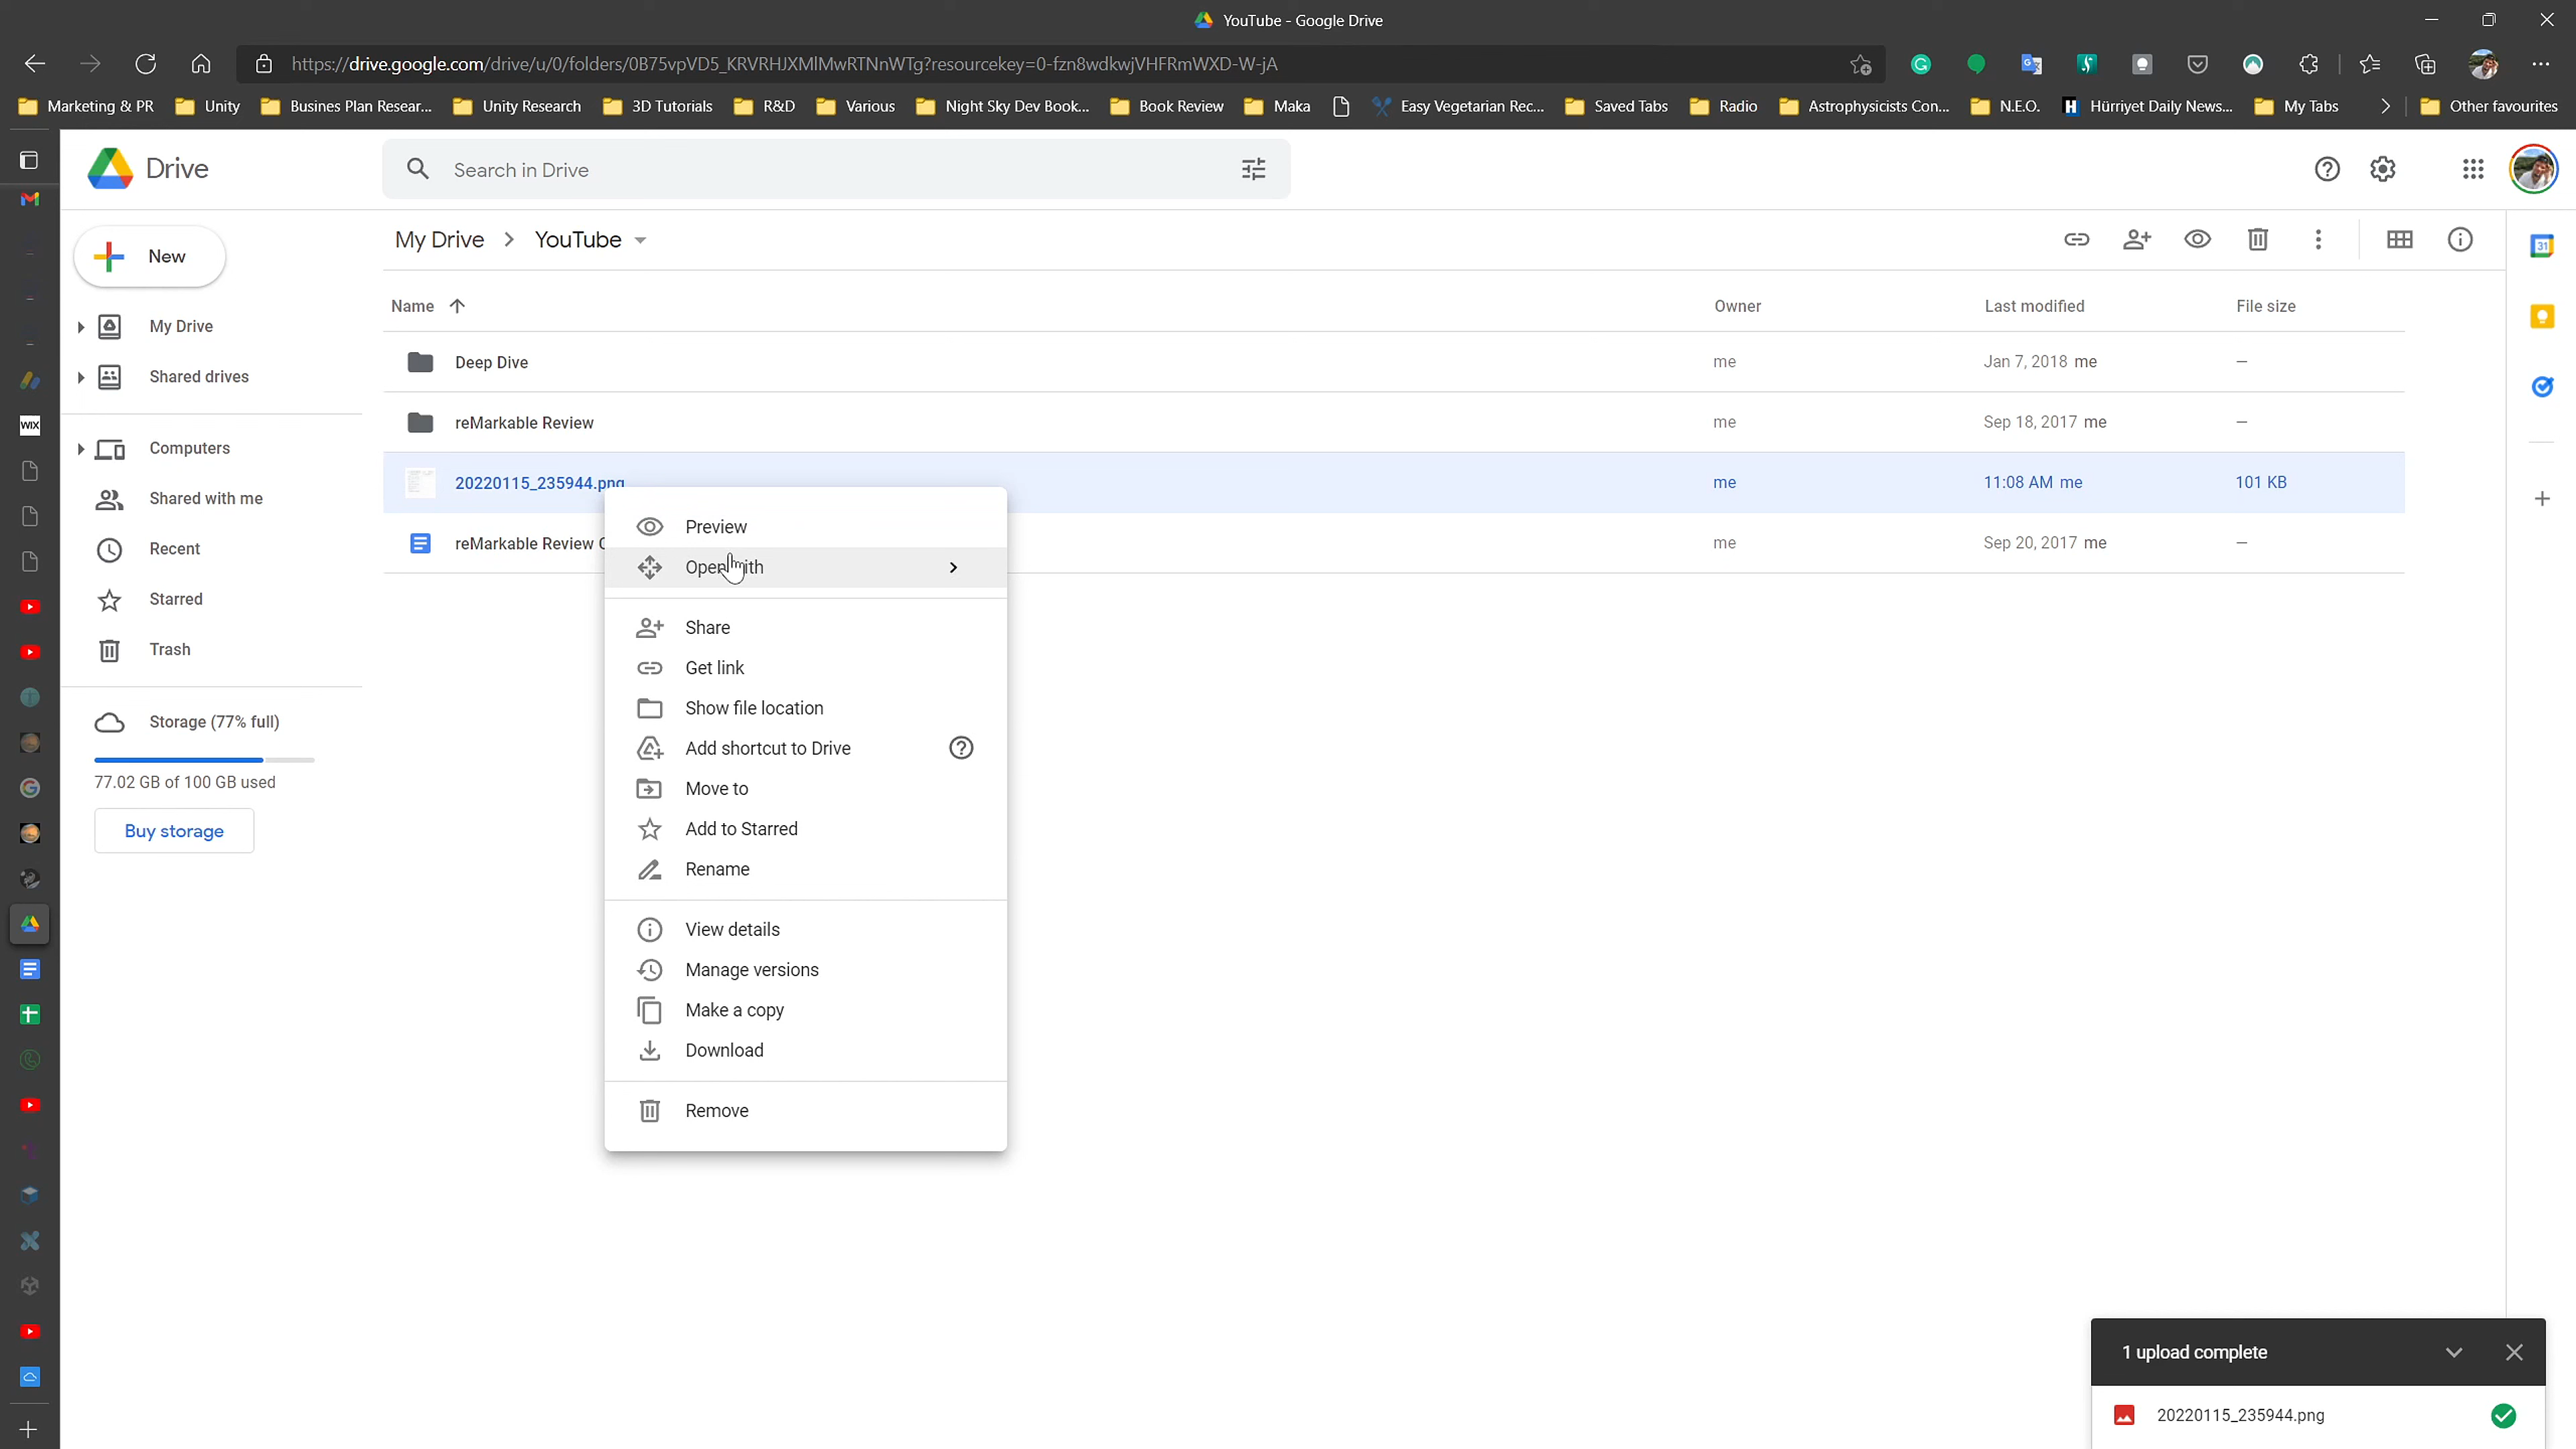 YouTube - Google Drive
https://drive.google.com/drive/u/0/folders/0B75vpVD5_KRVRHJXMlMwRTNnWTg?resourcekey=0-fzn8wdkwjVHFRmWXD-W-jA
Marketing & PR Unity Busines Plan Resear... Unity Research 3D Tutorials R&D Various Night Sky Dev Book... Book Review Maka Easy Vegetarian Rec... Saved Tabs Radio Astrophysicists Con... N.E.O. H Hürriyet Daily News... My Tabs Other favourites
Drive
Search in Drive
New
My Drive
Shared drives
Computers
Shared with me
Recent
Starred
Trash
Storage (77% full)
77.02 GB of 100 GB used
Buy storage
WIX
My Drive > YouTube
Name Owner Last modified File size
Deep Dive me Jan 7, 2018 me –
reMarkable Review me Sep 18, 2017 me –
20220115_235944.png me 11:08 AM me 101 KB
reMarkable Review me Sep 20, 2017 me –
Preview
Open with
Share
Get link
Show file location
Add shortcut to Drive
Move to
Add to Starred
Rename
View details
Manage versions
Make a copy
Download
Remove
31
1 upload complete
20220115_235944.png